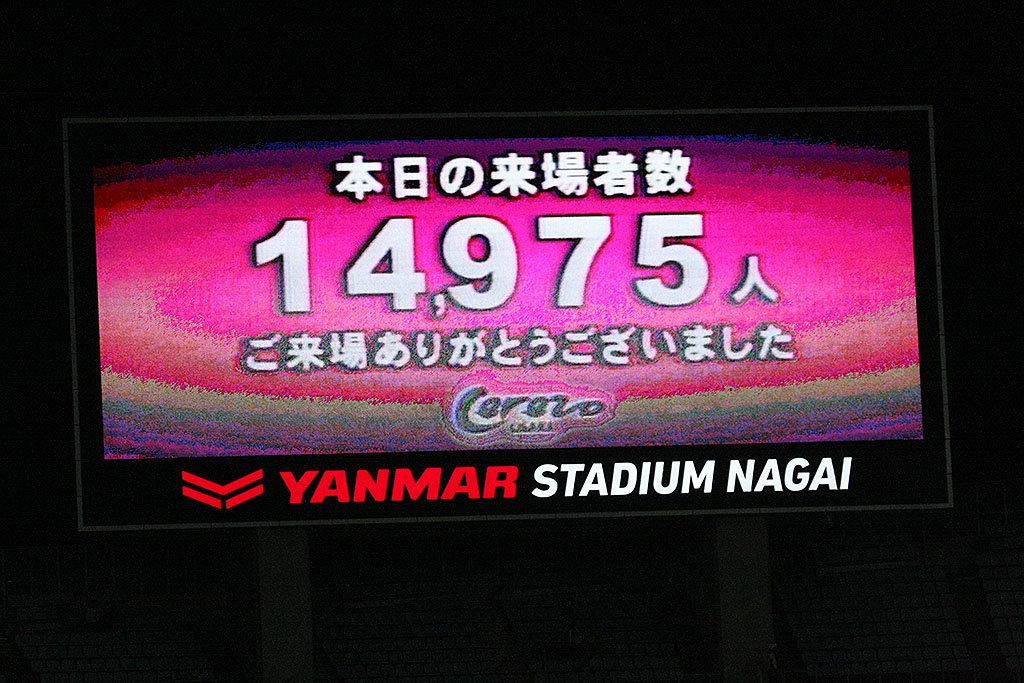 本日の来場者数
14,975人
ご来場ありがとうございました
Cerezo
OSAKA
YANMAR STADIUM NAGAI